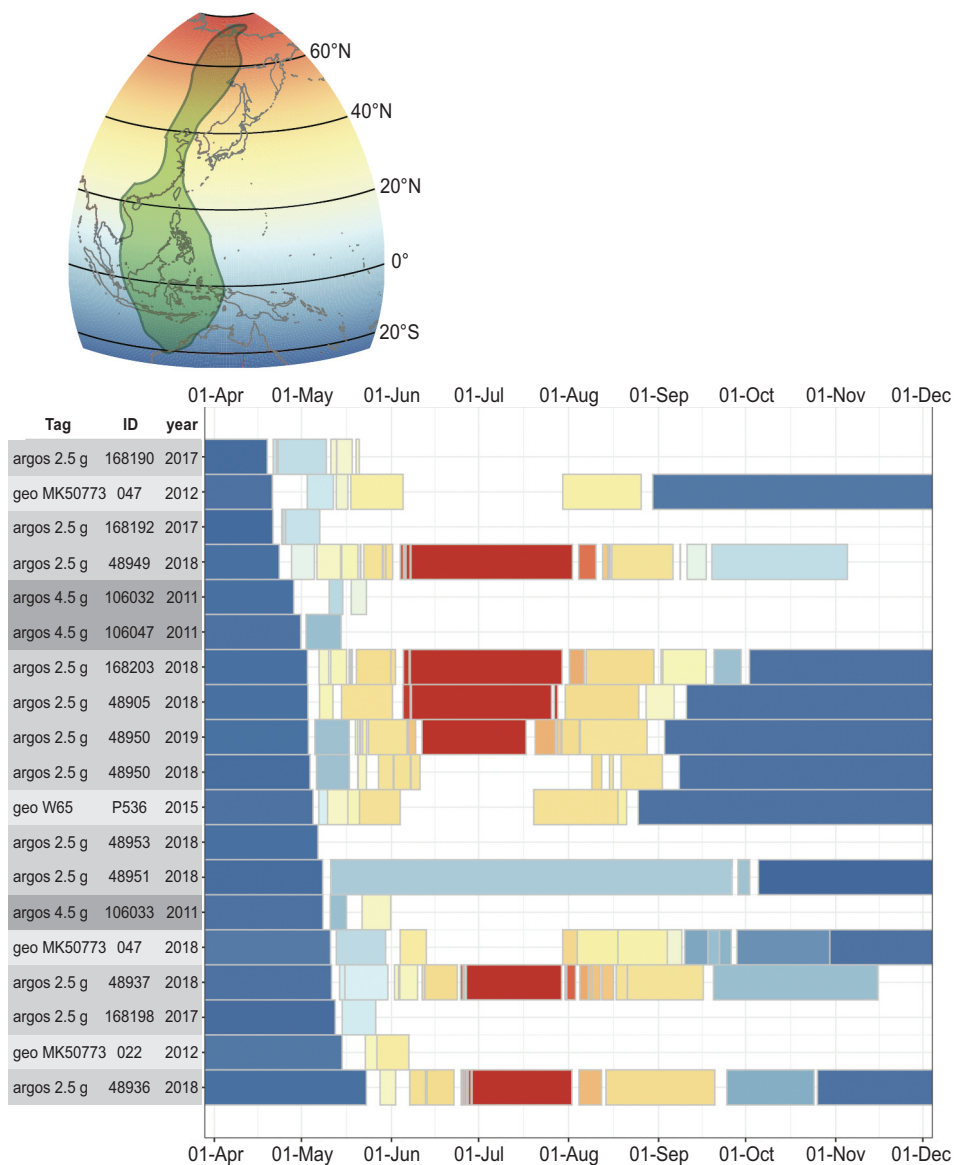 60°N
40°N
20°N
0°
20°S
01-Apr 01-May 01-Jun 01-Jul 01-Aug 01-Sep 01-Oct 01-Nov 01-Dec
Tag ID year
argos 2.5 g 168190 2017
geo MK50773 047 2012
argos 2.5 g 168192 2017
argos 2.5 g 48949 2018
argos 4.5 g 106032 2011
argos 4.5 g 106047 2011
argos 2.5 g 168203 2018
argos 2.5 g 48905 2018
argos 2.5 g 48950 2019
argos 2.5 g 48950 2018
geo W65 P536 2015
argos 2.5 g 48953 2018
argos 2.5 g 48951 2018
argos 4.5 g 106033 2011
geo MK50773 047 2018
argos 2.5 g 48937 2018
argos 2.5 g 168198 2017
geo MK50773 022 2012
argos 2.5 g 48936 2018
01-Apr 01-May 01-Jun 01-Jul 01-Aug 01-Sep 01-Oct 01-Nov 01-Dec